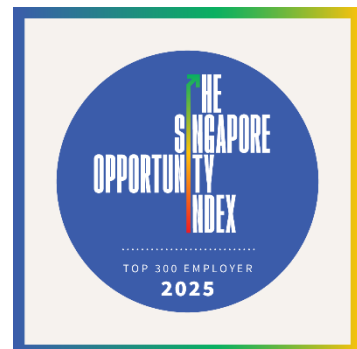 THE
SINGAPORE
OPPORTUNITY
INDEX
TOP 300 EMPLOYER
2025